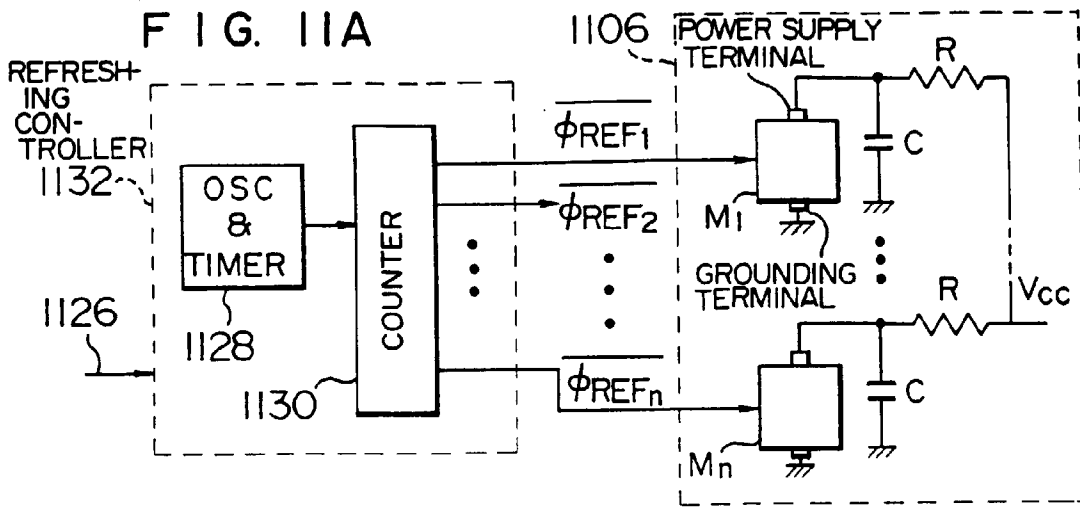 FIG. 11A
REFRESH-
ING
CON-
TROLLER
1132
OSC
&
TIMER
1128
1126
COUNTER
1130
φREF1
φREF2
φREFn
1106
POWER SUPPLY
TERMINAL
R
C
M1
GROUNDING
TERMINAL
R
VCC
C
Mn